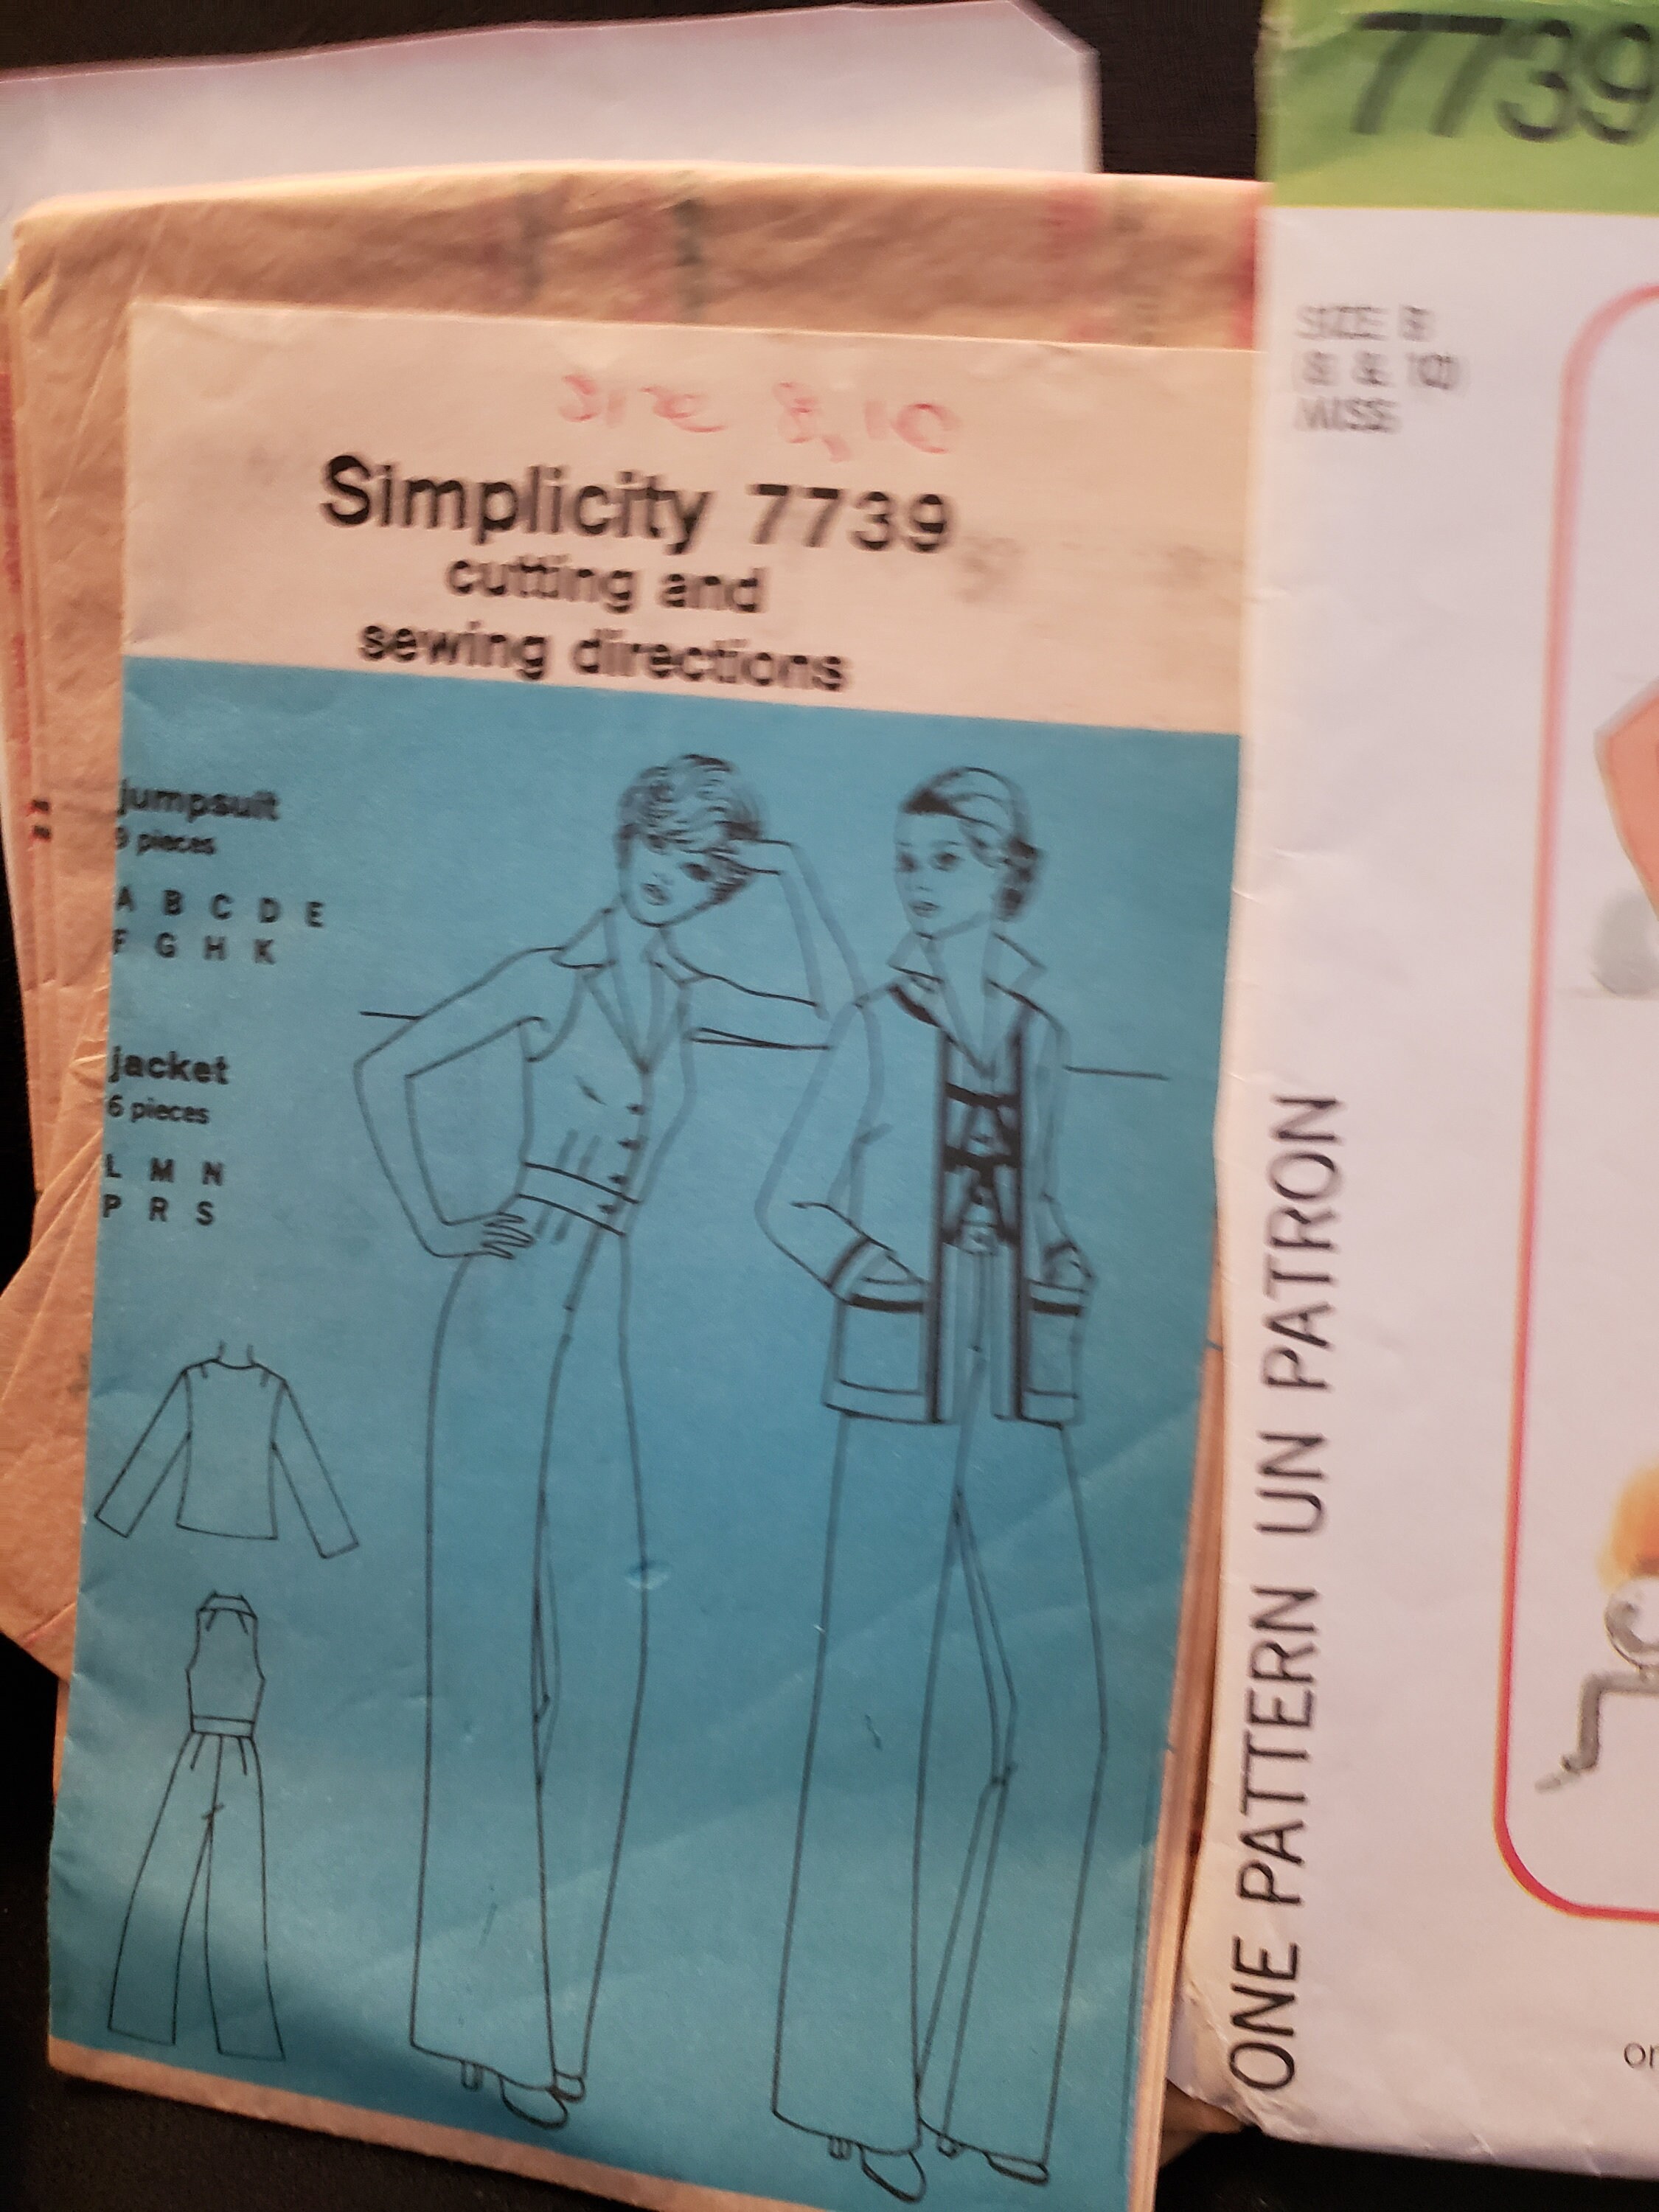 SIZE 8,10
Simplicity 7739
cutting and
sewing directions
jumpsuit
9 pieces
A B C D E
F G H K
jacket
6 pieces
L M N
P R S
7739
SIZE B
8 & 10
MISS
ONE PATTERN UN PATRON
or